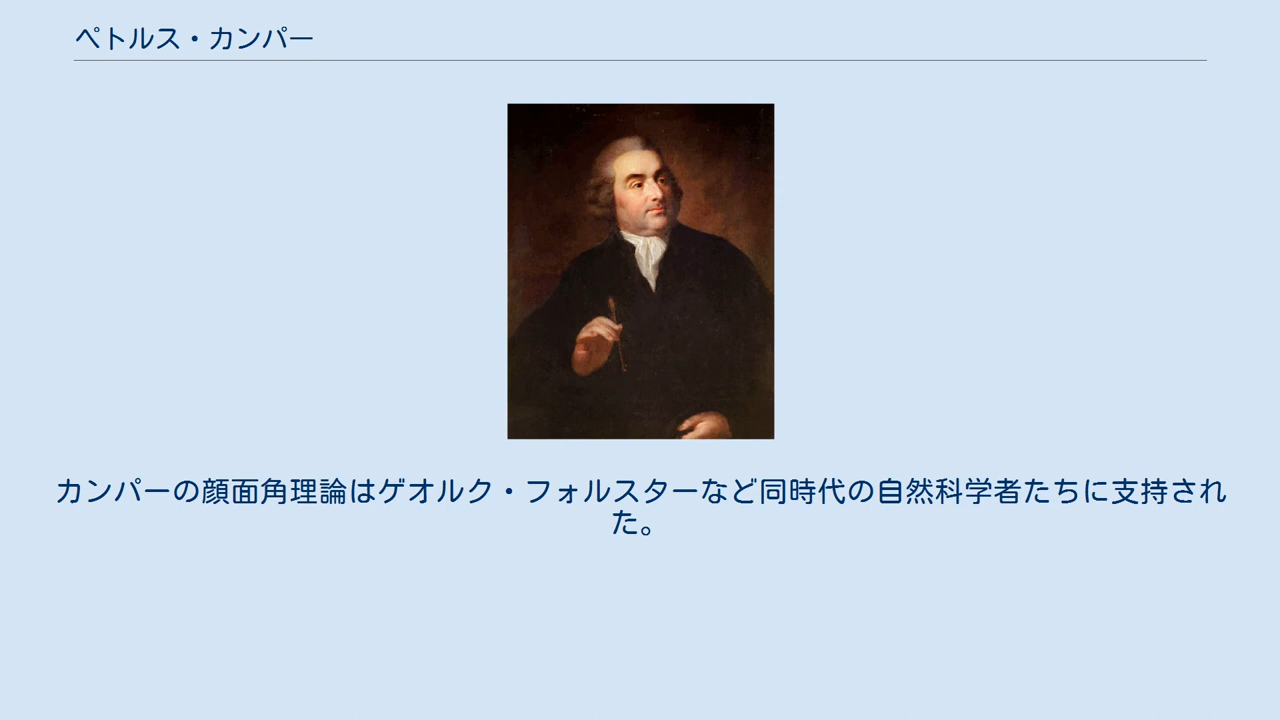 ペトルス・カンパー
カンパーの顔面角理論はゲオルク・フォルスターなど同時代の自然科学者たちに支持され
た。